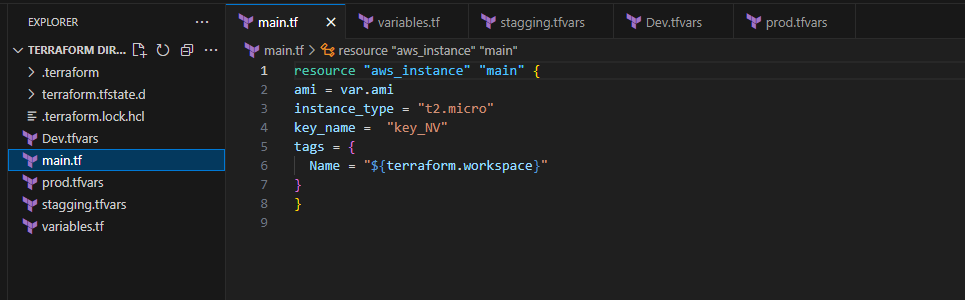 EXPLORER
TERRAFORM DIR...
.terraform
terraform.tfstate.d
.terraform.lock.hcl
Dev.tfvars
main.tf
prod.tfvars
stagging.tfvars
variables.tf
main.tf variables.tf stagging.tfvars Dev.tfvars prod.tfvars
main.tf > resource "aws_instance" "main"
1 resource "aws_instance" "main" {
2 ami = var.ami
3 instance_type = "t2.micro"
4 key_name =  "key_NV"
5 tags = {
6   Name = "${terraform.workspace}"
7 }
8 }
9